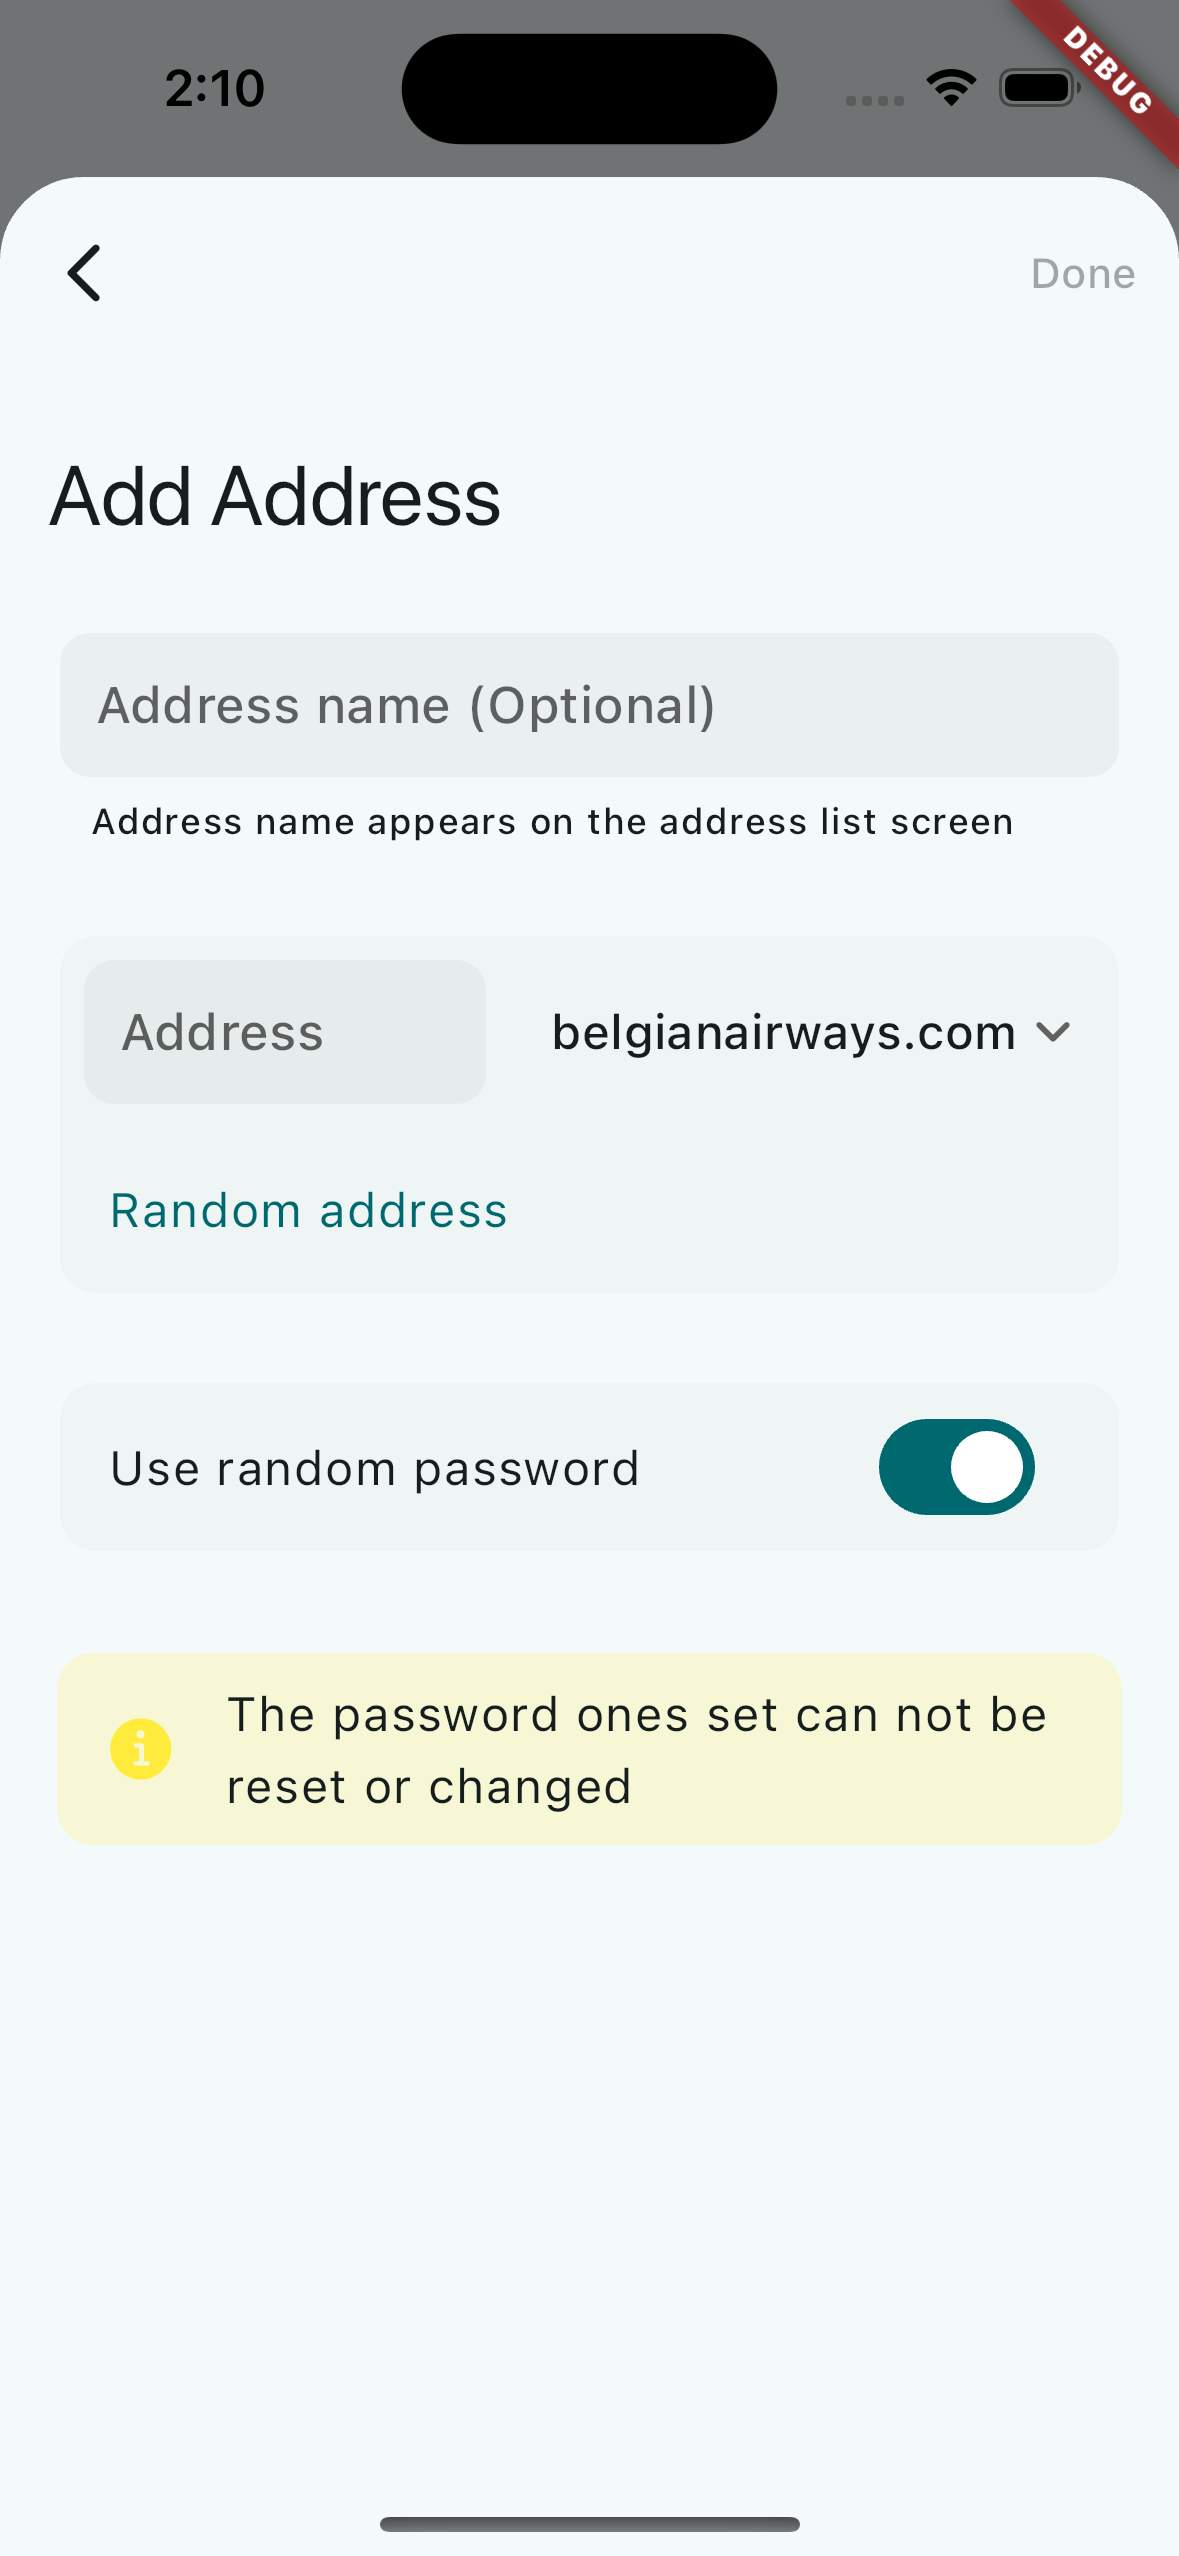 2:10
DEBUG
Done
Add Address
Address name (Optional)
Address name appears on the address list screen
Address
belgianairways.com
Random address
Use random password
The password ones set can not be
reset or changed